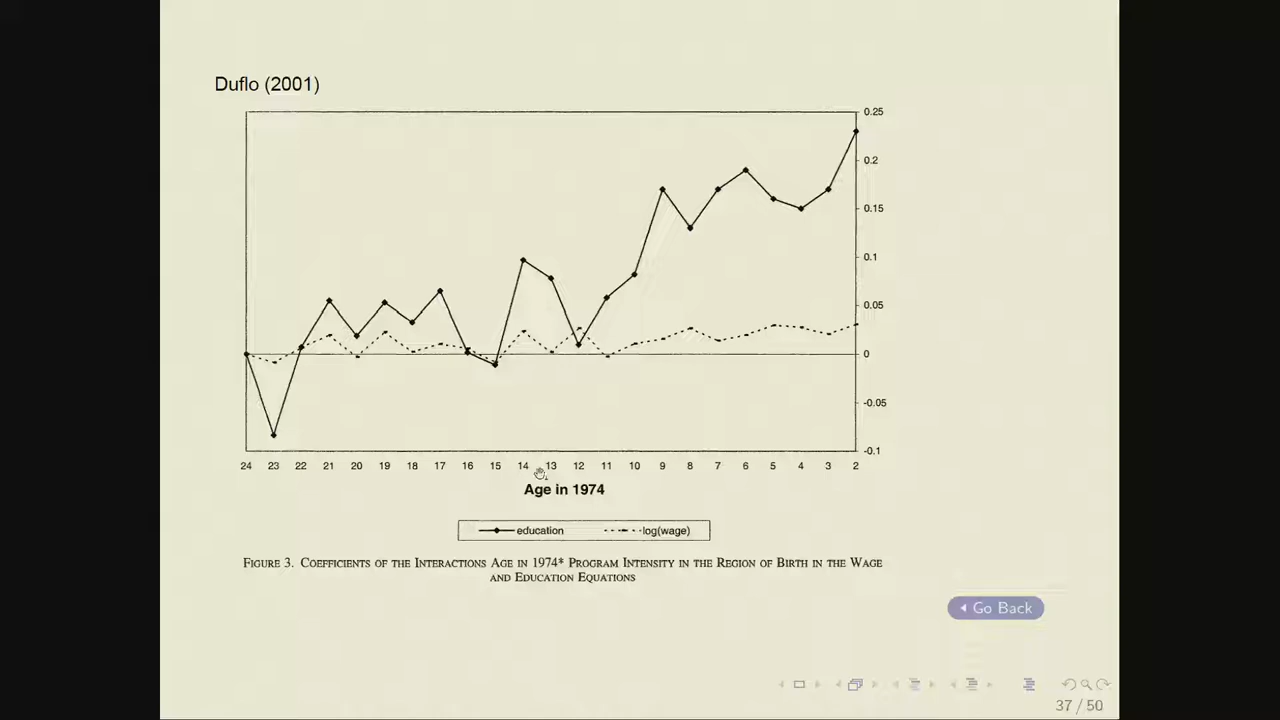 Duflo (2001)
0.25
0.2
0.15
0.1
0.05
0
-0.05
-0.1
24 23 22 21 20 19 18 17 16 15 14 13 12 11 10 9 8 7 6 5 4 3 2
Age in 1974
education log(wage)
FIGURE 3. COEFFICIENTS OF THE INTERACTIONS AGE IN 1974* PROGRAM INTENSITY IN THE REGION OF BIRTH IN THE WAGE
AND EDUCATION EQUATIONS
Go Back
37 / 50